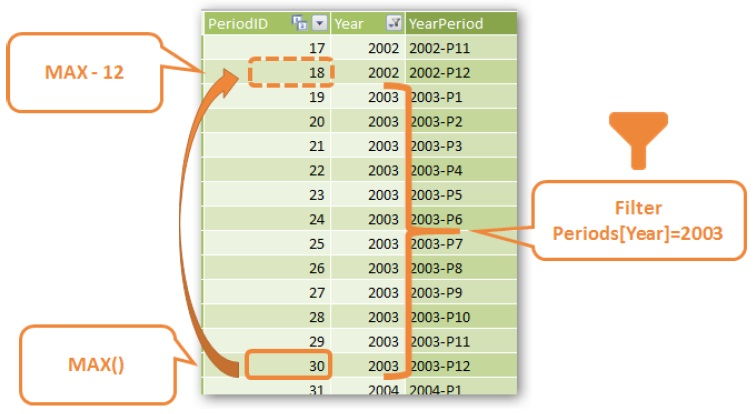 PeriodID Year YearPeriod
17 2002 2002-P11
MAX - 12
18 2002 2002-P12
19 2003 2003-P1
20 2003 2003-P2
21 2003 2003-P3
22 2003 2003-P4
23 2003 2003-P5
Filter
Periods[Year]=2003
24 2003 2003-P6
25 2003 2003-P7
26 2003 2003-P8
27 2003 2003-P9
28 2003 2003-P10
29 2003 2003-P11
MAX()
30 2003 2003-P12
31 2004 2004-P1